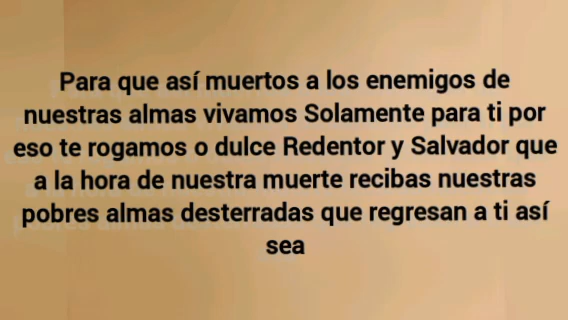 Para que así muertos a los enemigos de
nuestras almas vivamos Solamente para ti por
eso te rogamos o dulce Redentor y Salvador que
a la hora de nuestra muerte recibas nuestras
pobres almas desterradas que regresan a ti así
sea